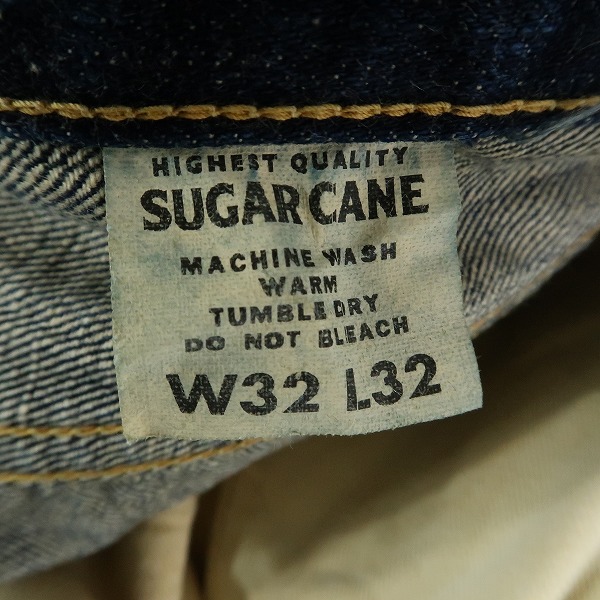 HIGHEST QUALITY
SUGAR CANE
MACHINE WASH
WARM
TUMBLE DRY
DO NOT BLEACH
W32 L32